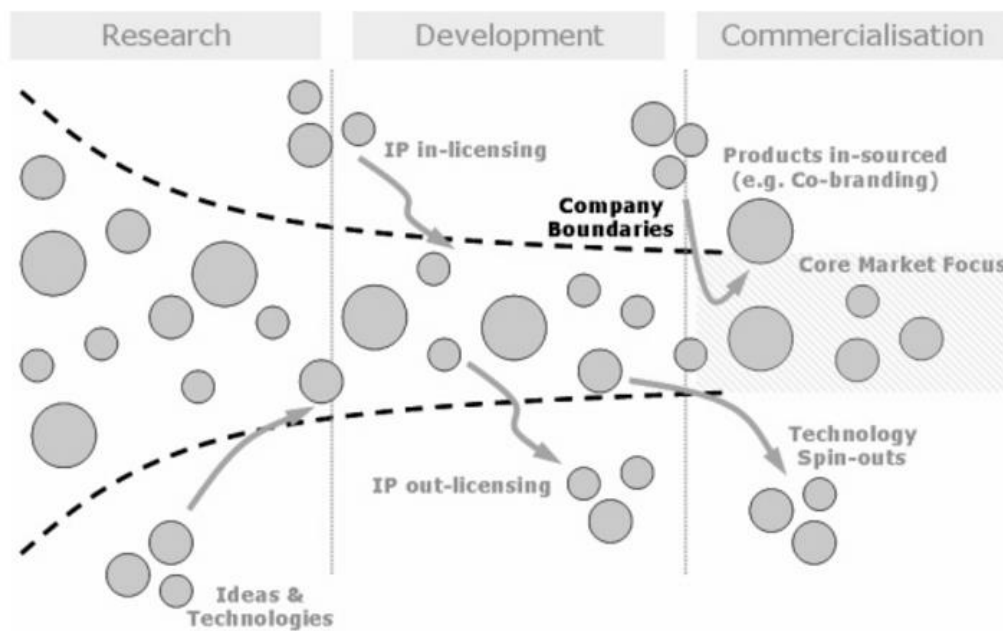 Research
Development
Commercialisation
IP in-licensing
Products in-sourced
(e.g. Co-branding)
Company
Boundaries
Core Market Focus
Technology
Spin-outs
IP out-licensing
Ideas &
Technologies